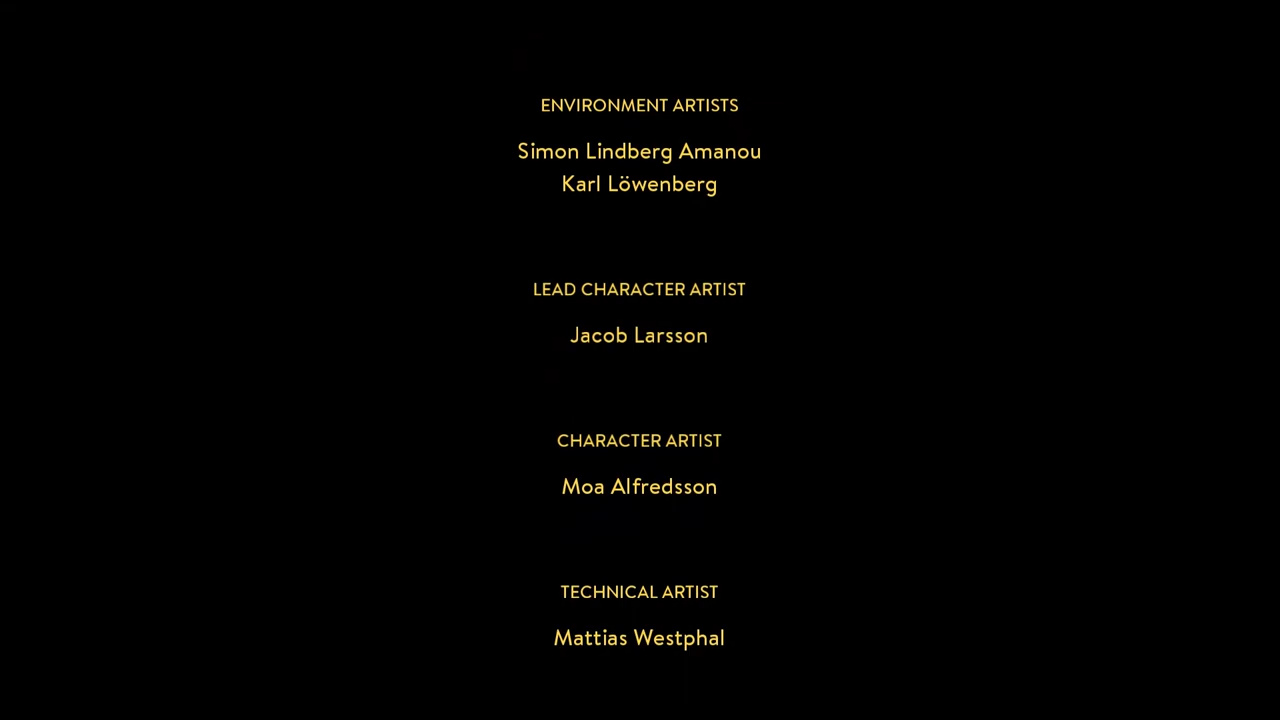 ENVIRONMENT ARTISTS
Simon Lindberg Amanou
Karl Löwenberg
LEAD CHARACTER ARTIST
Jacob Larsson
CHARACTER ARTIST
Moa Alfredsson
TECHNICAL ARTIST
Mattias Westphal